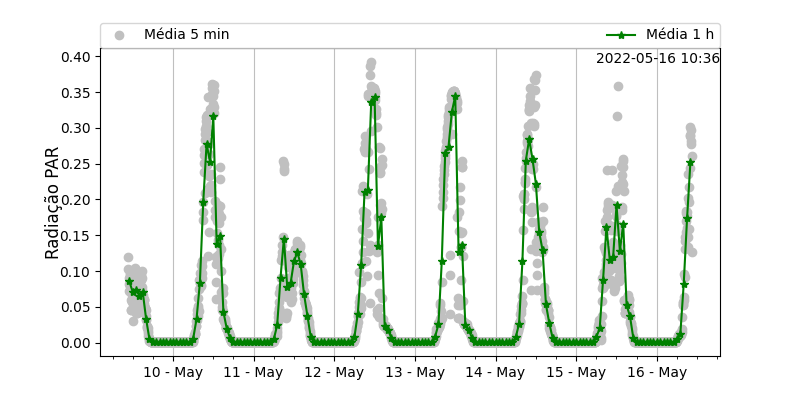 Média 5 min
Média 1 h
2022-05-16 10:36
Radiação PAR
0.40
0.35
0.30
0.25
0.20
0.15
0.10
0.05
0.00
10 - May
11 - May
12 - May
13 - May
14 - May
15 - May
16 - May